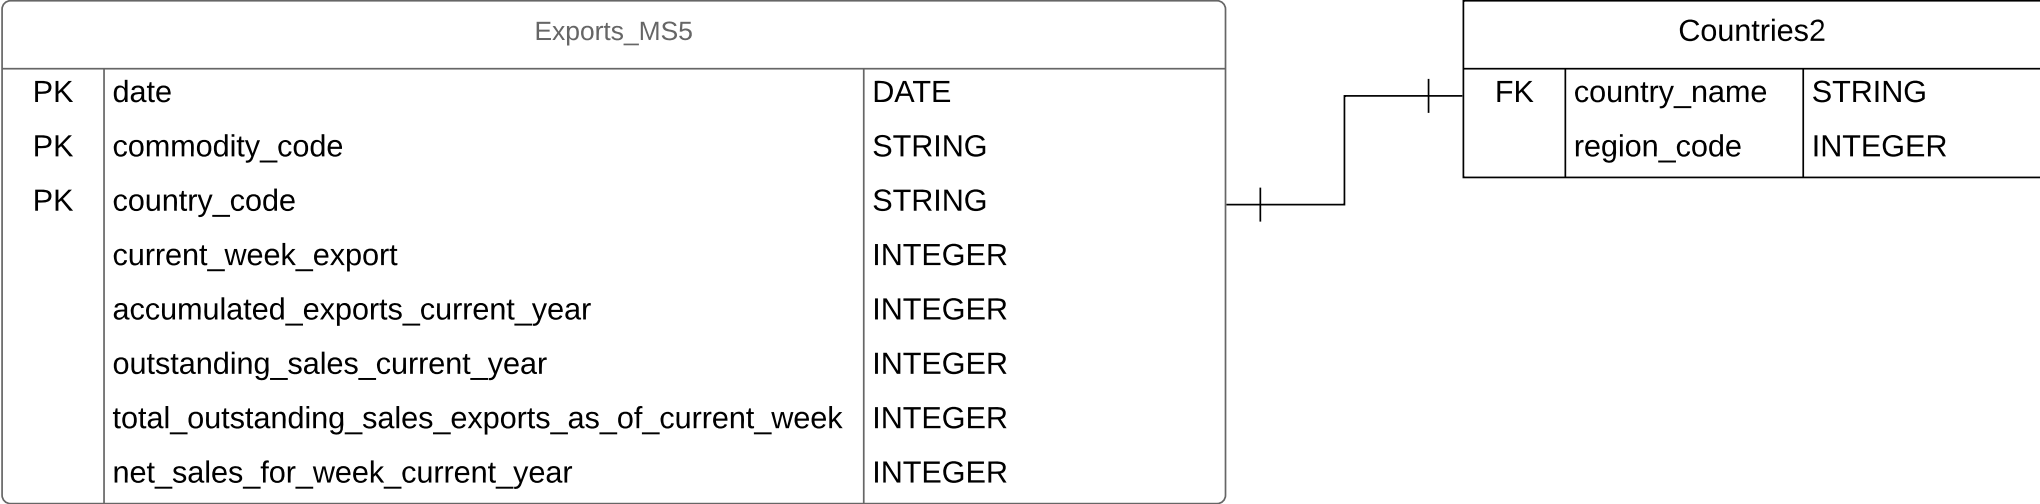 Exports_MS5
PK date DATE
PK commodity_code STRING
PK country_code STRING
current_week_export INTEGER
accumulated_exports_current_year INTEGER
outstanding_sales_current_year INTEGER
total_outstanding_sales_exports_as_of_current_week INTEGER
net_sales_for_week_current_year INTEGER
Countries2
FK country_name STRING
region_code INTEGER